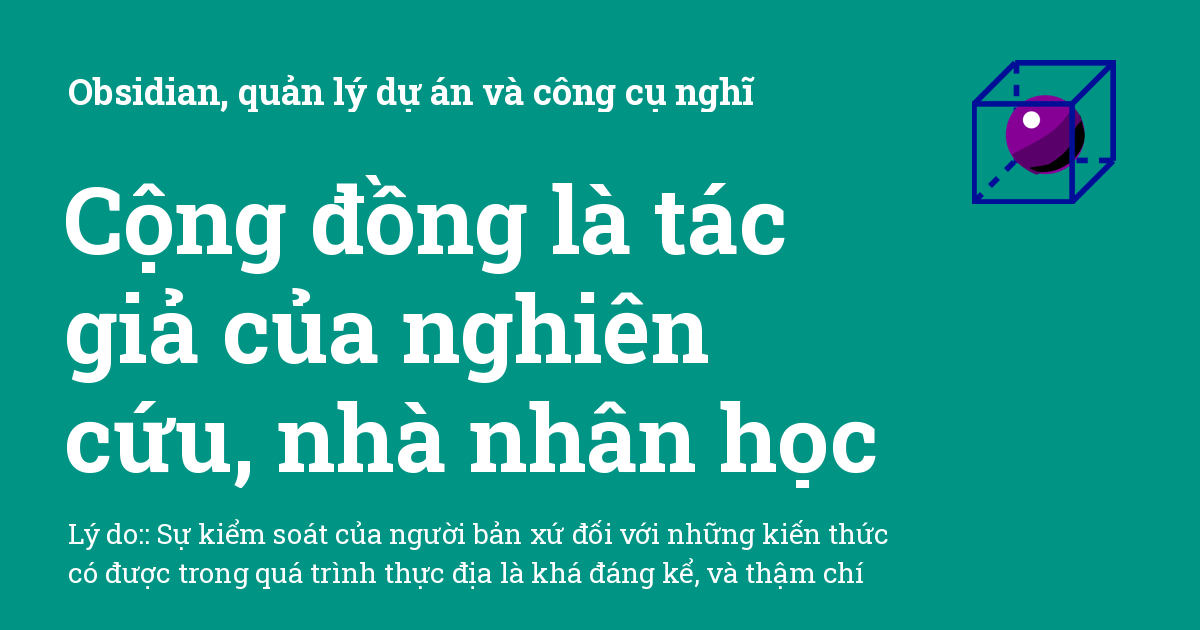 Obsidian, quản lý dự án và công cụ nghĩ
Cộng đồng là tác
giả của nghiên
cứu, nhà nhân học
Lý do:: Sự kiểm soát của người bản xứ đối với những kiến thức
có được trong quá trình thực địa là khá đáng kể, và thậm chí